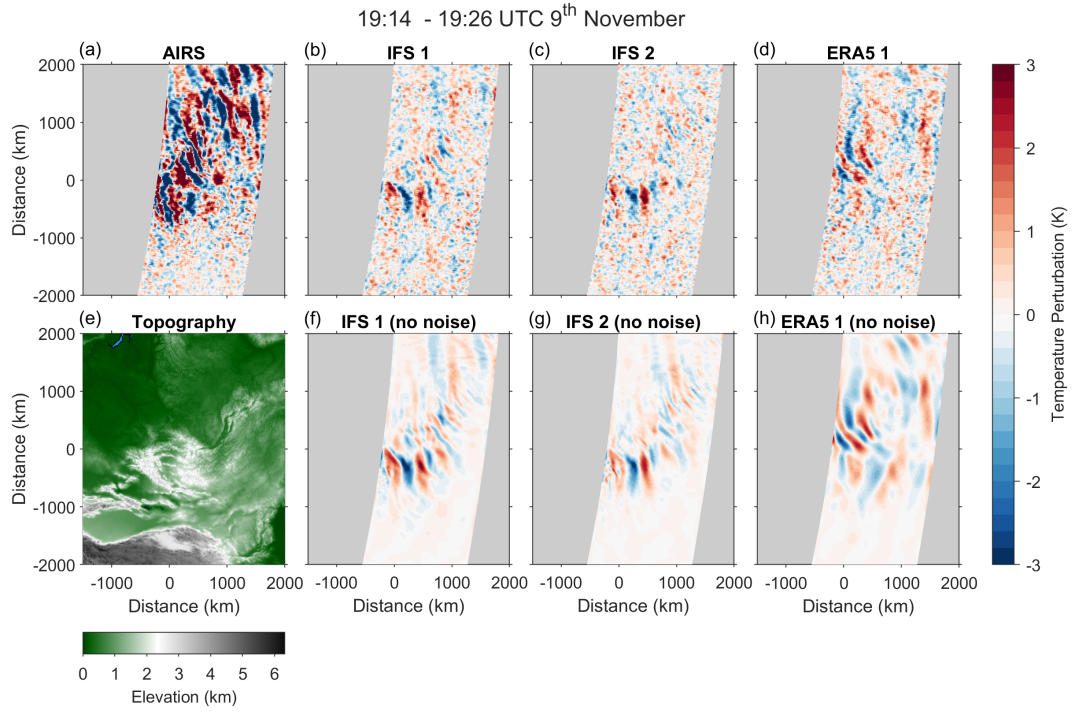 19:14 - 19:26 UTC 9th November
(a) AIRS
(b) IFS 1
(c) IFS 2
(d) ERA5 1
2000
1000
0
-1000
-2000
Distance (km)
3
2
1
0
-1
-2
-3
Temperature Perturbation (K)
(e) Topography
(f) IFS 1 (no noise)
(g) IFS 2 (no noise)
(h) ERA5 1 (no noise)
2000
1000
0
-1000
-2000
Distance (km)
-1000 0 1000 2000
-1000 0 1000 2000
-1000 0 1000 2000
-1000 0 1000 2000
Distance (km)
Distance (km)
Distance (km)
Distance (km)
0 1 2 3 4 5 6
Elevation (km)